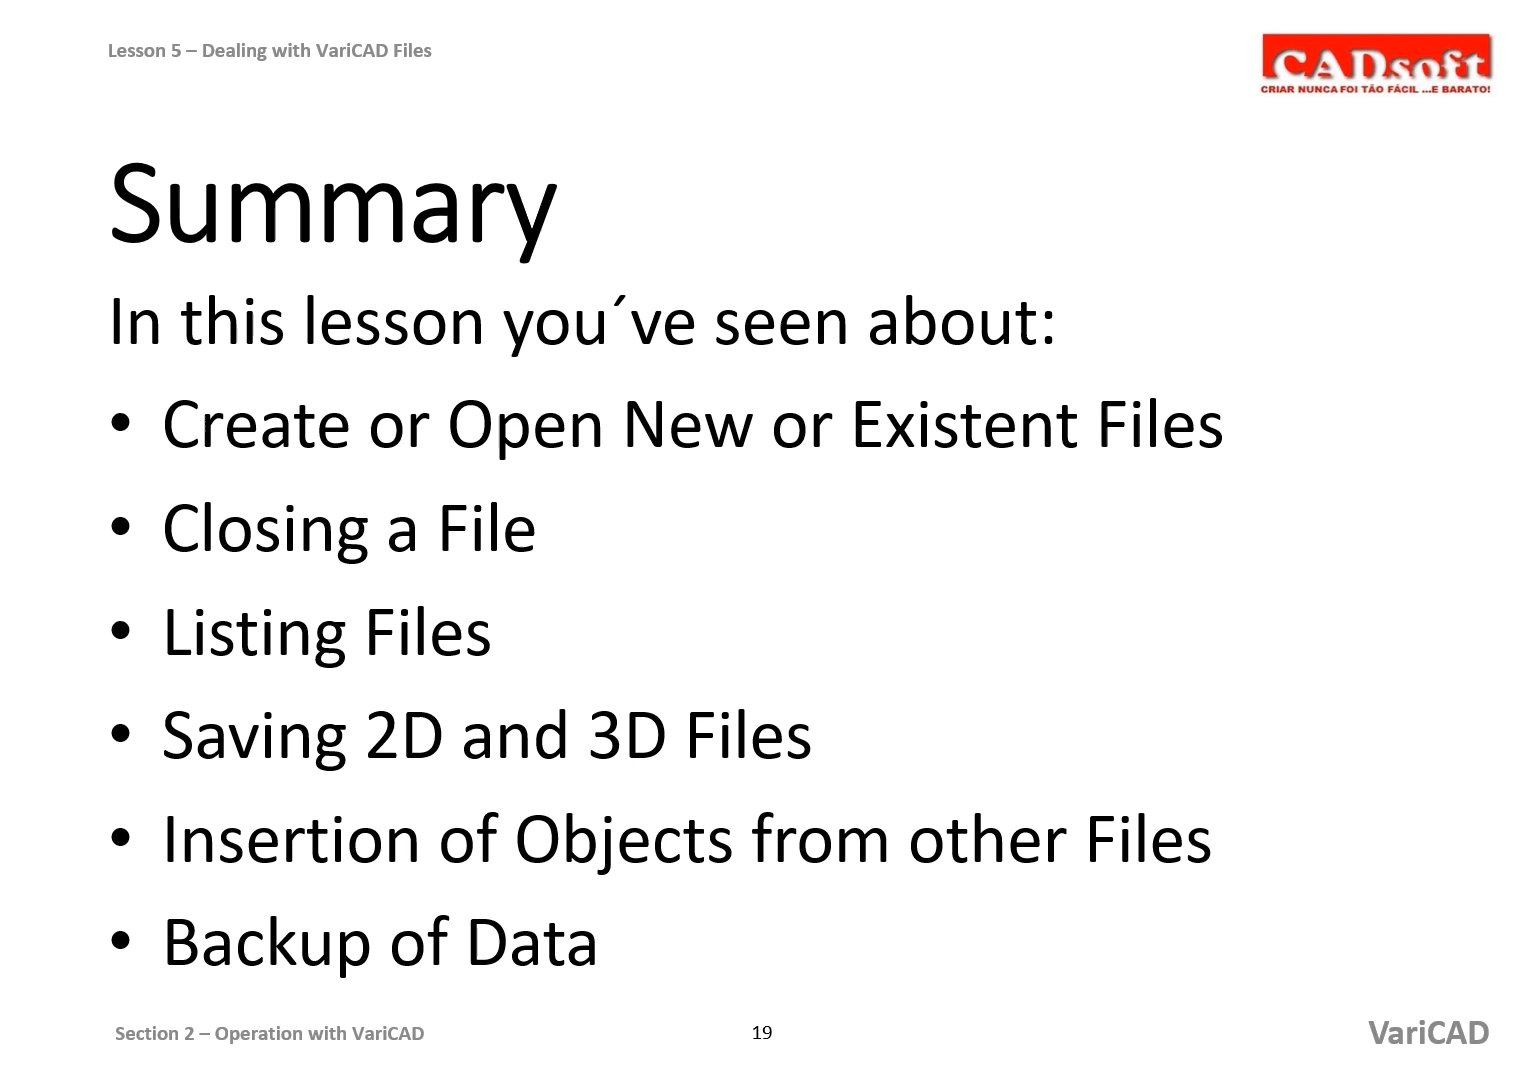 Lesson 5 – Dealing with VariCAD Files
CADsoft
CRIAR NUNCA FOI TÃO FÁCIL ...E BARATO!
Summary
In this lesson you´ve seen about:
• Create or Open New or Existent Files
• Closing a File
• Listing Files
• Saving 2D and 3D Files
• Insertion of Objects from other Files
• Backup of Data
Section 2 – Operation with VariCAD
19
VariCAD